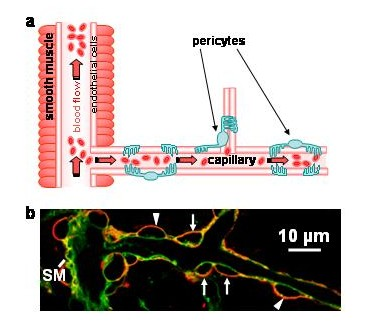 a
smooth muscle
blood flow
endothelial cells
pericytes
capillary
b
10 µm
SM